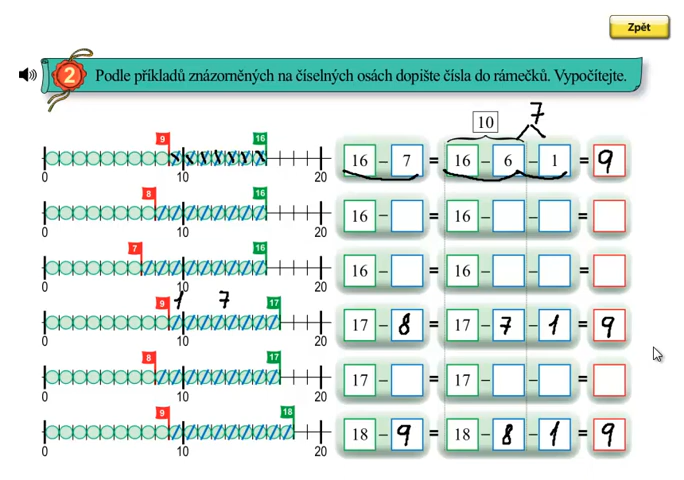 Zpět
2 Podle příkladů znázorněných na číselných osách dopište čísla do rámečků. Vypočítejte.
10 7
9 16
0 10 20
16 – 7 = 16 – 6 – 1 = 9
8 16
0 10 20
16 – = 16 – – =
7 16
0 10 20
16 – = 16 – – =
9 1 7 17
0 10 20
17 – 8 = 17 – 7 – 1 = 9
8 17
0 10 20
17 – = 17 – – =
9 18
0 10 20
18 – 9 = 18 – 8 – 1 = 9